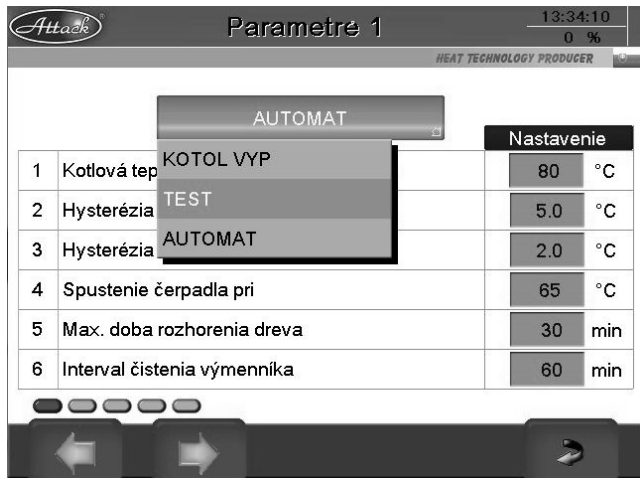 Attack
Parametre 1
13:34:10
0 %
HEAT TECHNOLOGY PRODUCER
AUTOMAT
Nastavenie
KOTOL VYP
TEST
AUTOMAT
1 Kotlová tep 80 °C
2 Hysterézia 5.0 °C
3 Hysterézia 2.0 °C
4 Spustenie čerpadla pri 65 °C
5 Max. doba rozhorenia dreva 30 min
6 Interval čistenia výmenníka 60 min